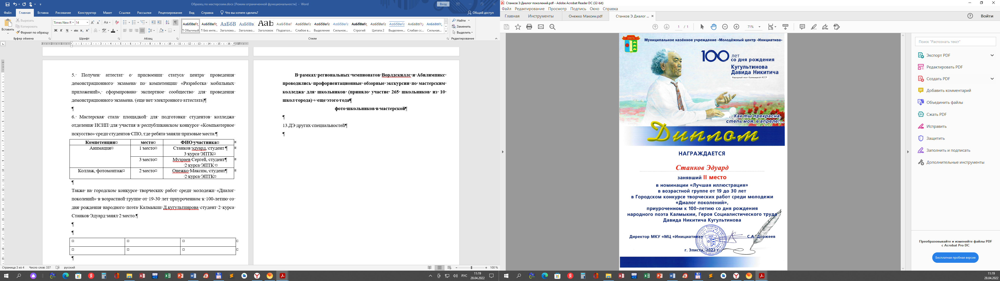 Образец по мастерским.docx [Режим ограниченной функциональности] - Word
Вход
Файл Главная Вставка Рисование Конструктор Макет Ссылки Рассылки Рецензирование Вид Справка Что вы хотите сделать? Общий доступ
Вставить
Вырезать
Копировать
Формат по образцу
Буфер обмена
Times New R 14
Шрифт
Абзац
АаБбВвГг, АаБбВвГг, АаБбВ АаБбВв. АаБ АаБбВвГ АаБбВвГг АаБбВвГг АаБбВвГг АаБбВвГг, АаБбВвГг АаБбВвГг, ААББВВГГ, ААББВВГГ,
¶ Обычный ¶ Без инте... Заголово... Заголово... Заголовок Подзагол... Слабое в... Выделение Сильное... Строгий Цитата 2 Выделенн... Слабая сс... Сильная...
Стили
Найти
Заменить
Выделить
Редактирование
5. Получен аттестат о присвоении статуса центра проведения
демонстрационного экзамена по компетенции «Разработка мобильных
приложений», сформировано экспертное сообщество для проведения
демонстрационного экзамена. (еще нет электронного аттестата)¶
¶
6. Мастерская стала площадкой для подготовки студентов колледжа
отделения ИСИП для участия в республиканском конкурсе «Компьютерное
искусство» среди студентов СПО, где ребята заняли призовые места:¶
Компетенция¤ место¤ ФИО участника¤
Анимация¤ 1 место¤ Станков эдуард, студент ¶
3 курса ЭПТК¤
3 место¤ Музраев Сергей, студент¶
2 курса ЭПТК ¤
Коллаж, фотомонтаж¤ 2 место¤ Онежко Максим, студент¶
2 курса ЭПТК¤
¶
Также на городском конкурсе творческих работ среди молодежи «Диалог
поколений» в возрастной группе от 19-30 лет приуроченном к 100-летию со
дня рождения народного поэта Калмыкии Д.кугультинрова студент 2 курса
Станков Эдуард занял 2 место.¶
¶
¶
¤ ¤ ¤
¤ ¤ ¤
¶
В рамках региональных чемпионатов Ворлдскиллс и Абилимпикс
проводились профориентационные обзорные экскурсии по мастерским
колледжа для школьников (приняло участие 265 школьников из 10
школ города) + еще этого года¶
фото школьников в мастерской¶
¶
13.ДЭ других специальностей¶
¶
Страница 3 из 4 Число слов: 337 русский 100 %
РУС 11:19
28.04.2022
Станков Э Диалог поколений.pdf - Adobe Acrobat Reader DC (32-bit)
Файл Редактирование Просмотр Подпись Окно Справка
Главная Инструменты Онежко Максим.pdf Станков Э Диалог ... × Войти
1 / 1 71%
ЭЛИСТА
Муниципальное казённое учреждение «Молодёжный центр «Инициатива»
100 лет
со дня рождения
Кугультинова
Давида Никитича
Народный поэт Калмыцкой АССР
...Как ты прекрасна,
степь моя, в апреле!...
Диплом
НАГРАЖДАЕТСЯ
Станков Эдуард
занявший II место
в номинации «Лучшая иллюстрация»
в возрастной группе от 19 до 30 лет
в Городском конкурсе творческих работ среди молодежи
«Диалог поколений»,
приуроченном к 100-летию со дня рождения
народного поэта Калмыкии, Героя Социалистического труда
Давида Никитича Кугультинова
Директор МКУ «МЦ «Инициатива» С.А. Доржеев
г. Элиста, 2022 г.
Поиск "Распознать текст"
Экспорт PDF
Редактировать PDF
Создать PDF
Добавить комментарий
Объединить файлы
Сжать PDF
Исправить
Защитить
Заполнить и подписать
Дополнительные инструменты
Преобразовывайте и изменяйте файлы PDF
с Acrobat Pro DC
Бесплатная пробная версия
11:19
28.04.2022